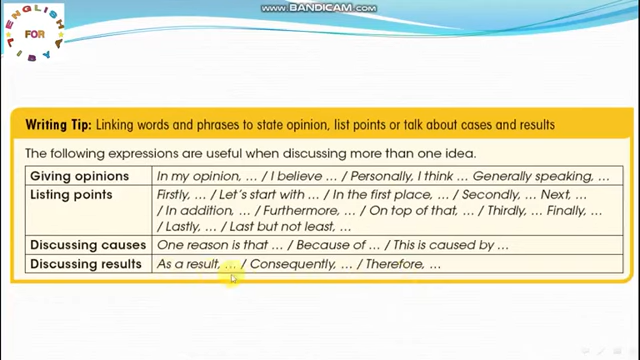 www.BANDICAM.com
ENGLISH
FOR
LIBYA
Writing Tip: Linking words and phrases to state opinion, list points or talk about cases and results
The following expressions are useful when discussing more than one idea.
Giving opinions In my opinion, ... / I believe ... / Personally, I think ... Generally speaking, ...
Listing points Firstly, ... / Let's start with ... / In the first place, ... / Secondly, ... Next, ...
/ In addition, ... / Furthermore, ... / On top of that, ... / Thirdly, ... Finally, ...
/ Lastly, ... / Last but not least, ...
Discussing causes One reason is that ... / Because of ... / This is caused by ...
Discussing results As a result, ... / Consequently, ... / Therefore, ...